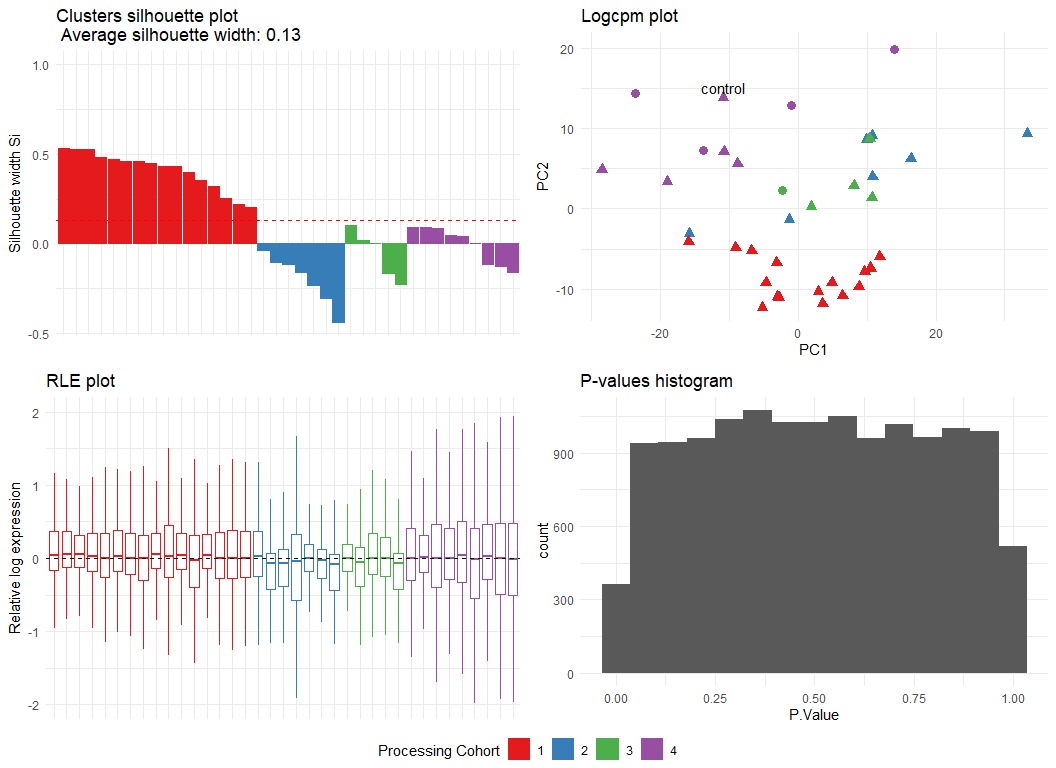 Clusters silhouette plot
Average silhouette width: 0.13
1.0
0.5
0.0
-0.5
Silhouette width Si
Logcpm plot
20
10
0
-10
PC2
control
-20
0
20
PC1
RLE plot
2
1
0
-1
-2
Relative log expression
P-values histogram
900
600
300
0
count
0.00
0.25
0.50
0.75
1.00
P.Value
Processing Cohort 1 2 3 4